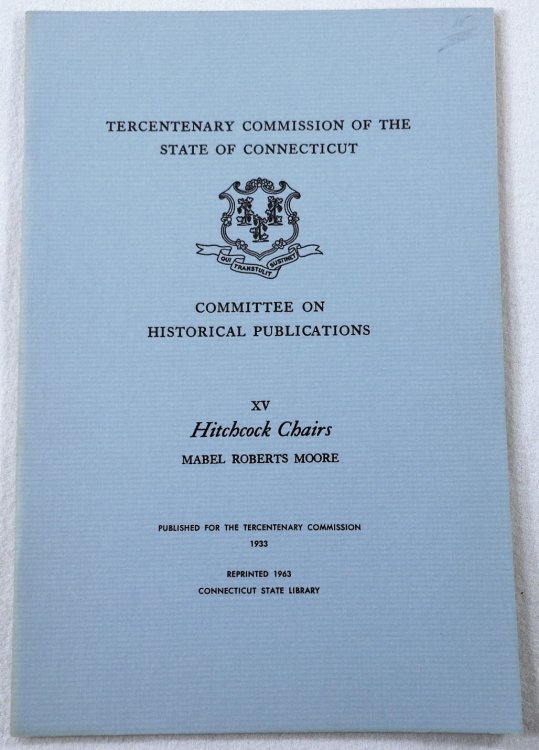 TERCENTENARY COMMISSION OF THE
STATE OF CONNECTICUT
QUI TRANSTULIT SUSTINET
COMMITTEE ON
HISTORICAL PUBLICATIONS
XV
Hitchcock Chairs
MABEL ROBERTS MOORE
PUBLISHED FOR THE TERCENTENARY COMMISSION
1933
REPRINTED 1963
CONNECTICUT STATE LIBRARY